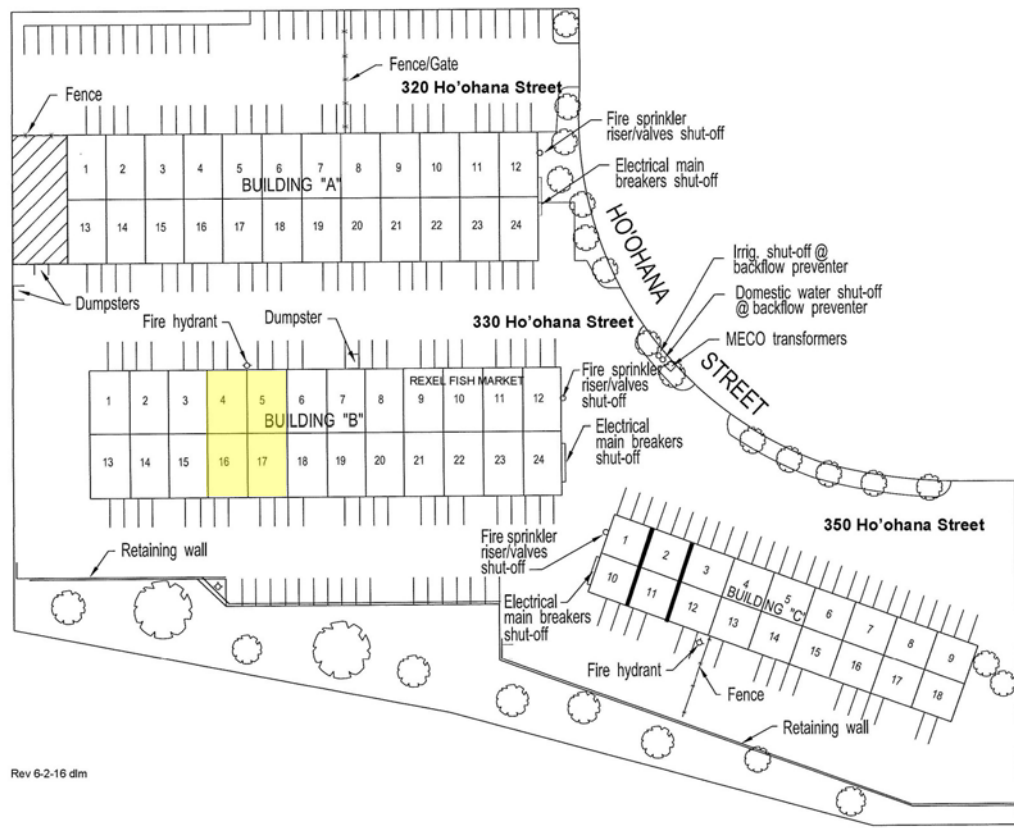 Fence/Gate
320 Ho'ohana Street
Fence
Fire sprinkler
riser/valves shut-off
Electrical main
breakers shut-off
1 2 3 4 5 6 7 8 9 10 11 12
BUILDING "A"
13 14 15 16 17 18 19 20 21 22 23 24
HO'OHANA STREET
Irrig. shut-off @
backflow preventer
Domestic water shut-off
@ backflow preventer
MECO transformers
Dumpsters
Fire hydrant
Dumpster
330 Ho'ohana Street
Fire sprinkler
riser/valves
shut-off
REXEL FISH MARKET
1 2 3 4 5 6 7 8 9 10 11 12
BUILDING "B"
13 14 15 16 17 18 19 20 21 22 23 24
Electrical
main breakers
shut-off
350 Ho'ohana Street
Retaining wall
Fire sprinkler
riser/valves
shut-off
Electrical
main breakers
shut-off
1 2 3 4 5 6 7 8 9
BUILDING "C"
10 11 12 13 14 15 16 17 18
Fire hydrant
Fence
Retaining wall
Rev 6-2-16 dlm